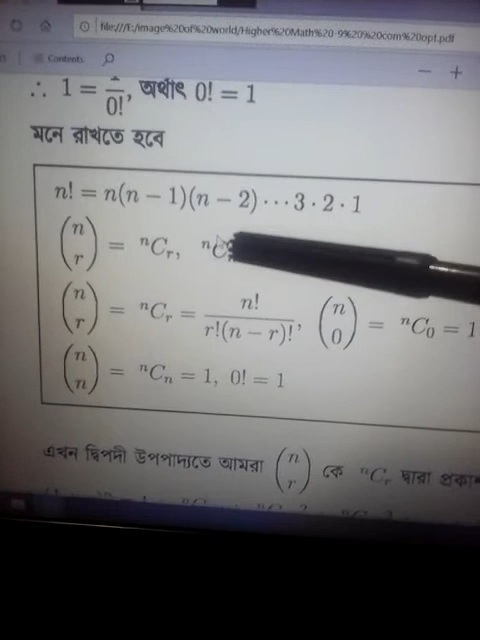 file:///E:/image%20of%20world/Higher%20Math-9%20%20com%20opt.pdf
Contents
∴ 1 = 1/0!, অর্থাৎ 0! = 1
মনে রাখতে হবে
n! = n(n − 1)(n − 2) ⋯ 3 · 2 · 1
(n r) = ⁿCᵣ, ⁿC
(n r) = ⁿCᵣ = n!/r!(n − r)!, (n 0) = ⁿC₀ = 1
(n n) = ⁿCₙ = 1, 0! = 1
এখন দ্বিপদী উপপাদ্যতে আমরা (n r) কে ⁿCᵣ দ্বারা